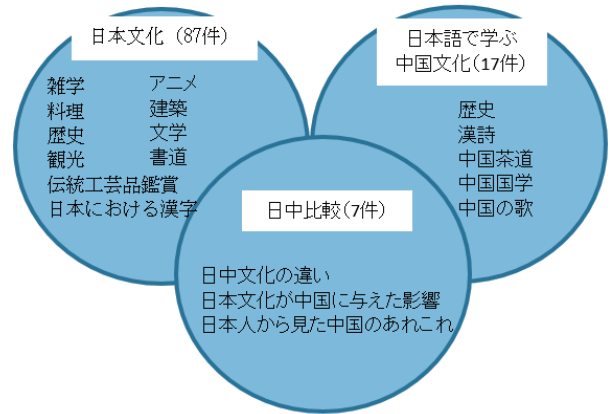 日本文化（87件）
雑学 アニメ
料理 建築
歴史 文学
観光 書道
伝統工芸品鑑賞
日本における漢字
日本語で学ぶ
中国文化（17件）
歴史
漢詩
中国茶道
中国国学
中国の歌
日中比較（7件）
日中文化の違い
日本文化が中国に与えた影響
日本人から見た中国のあれこれ